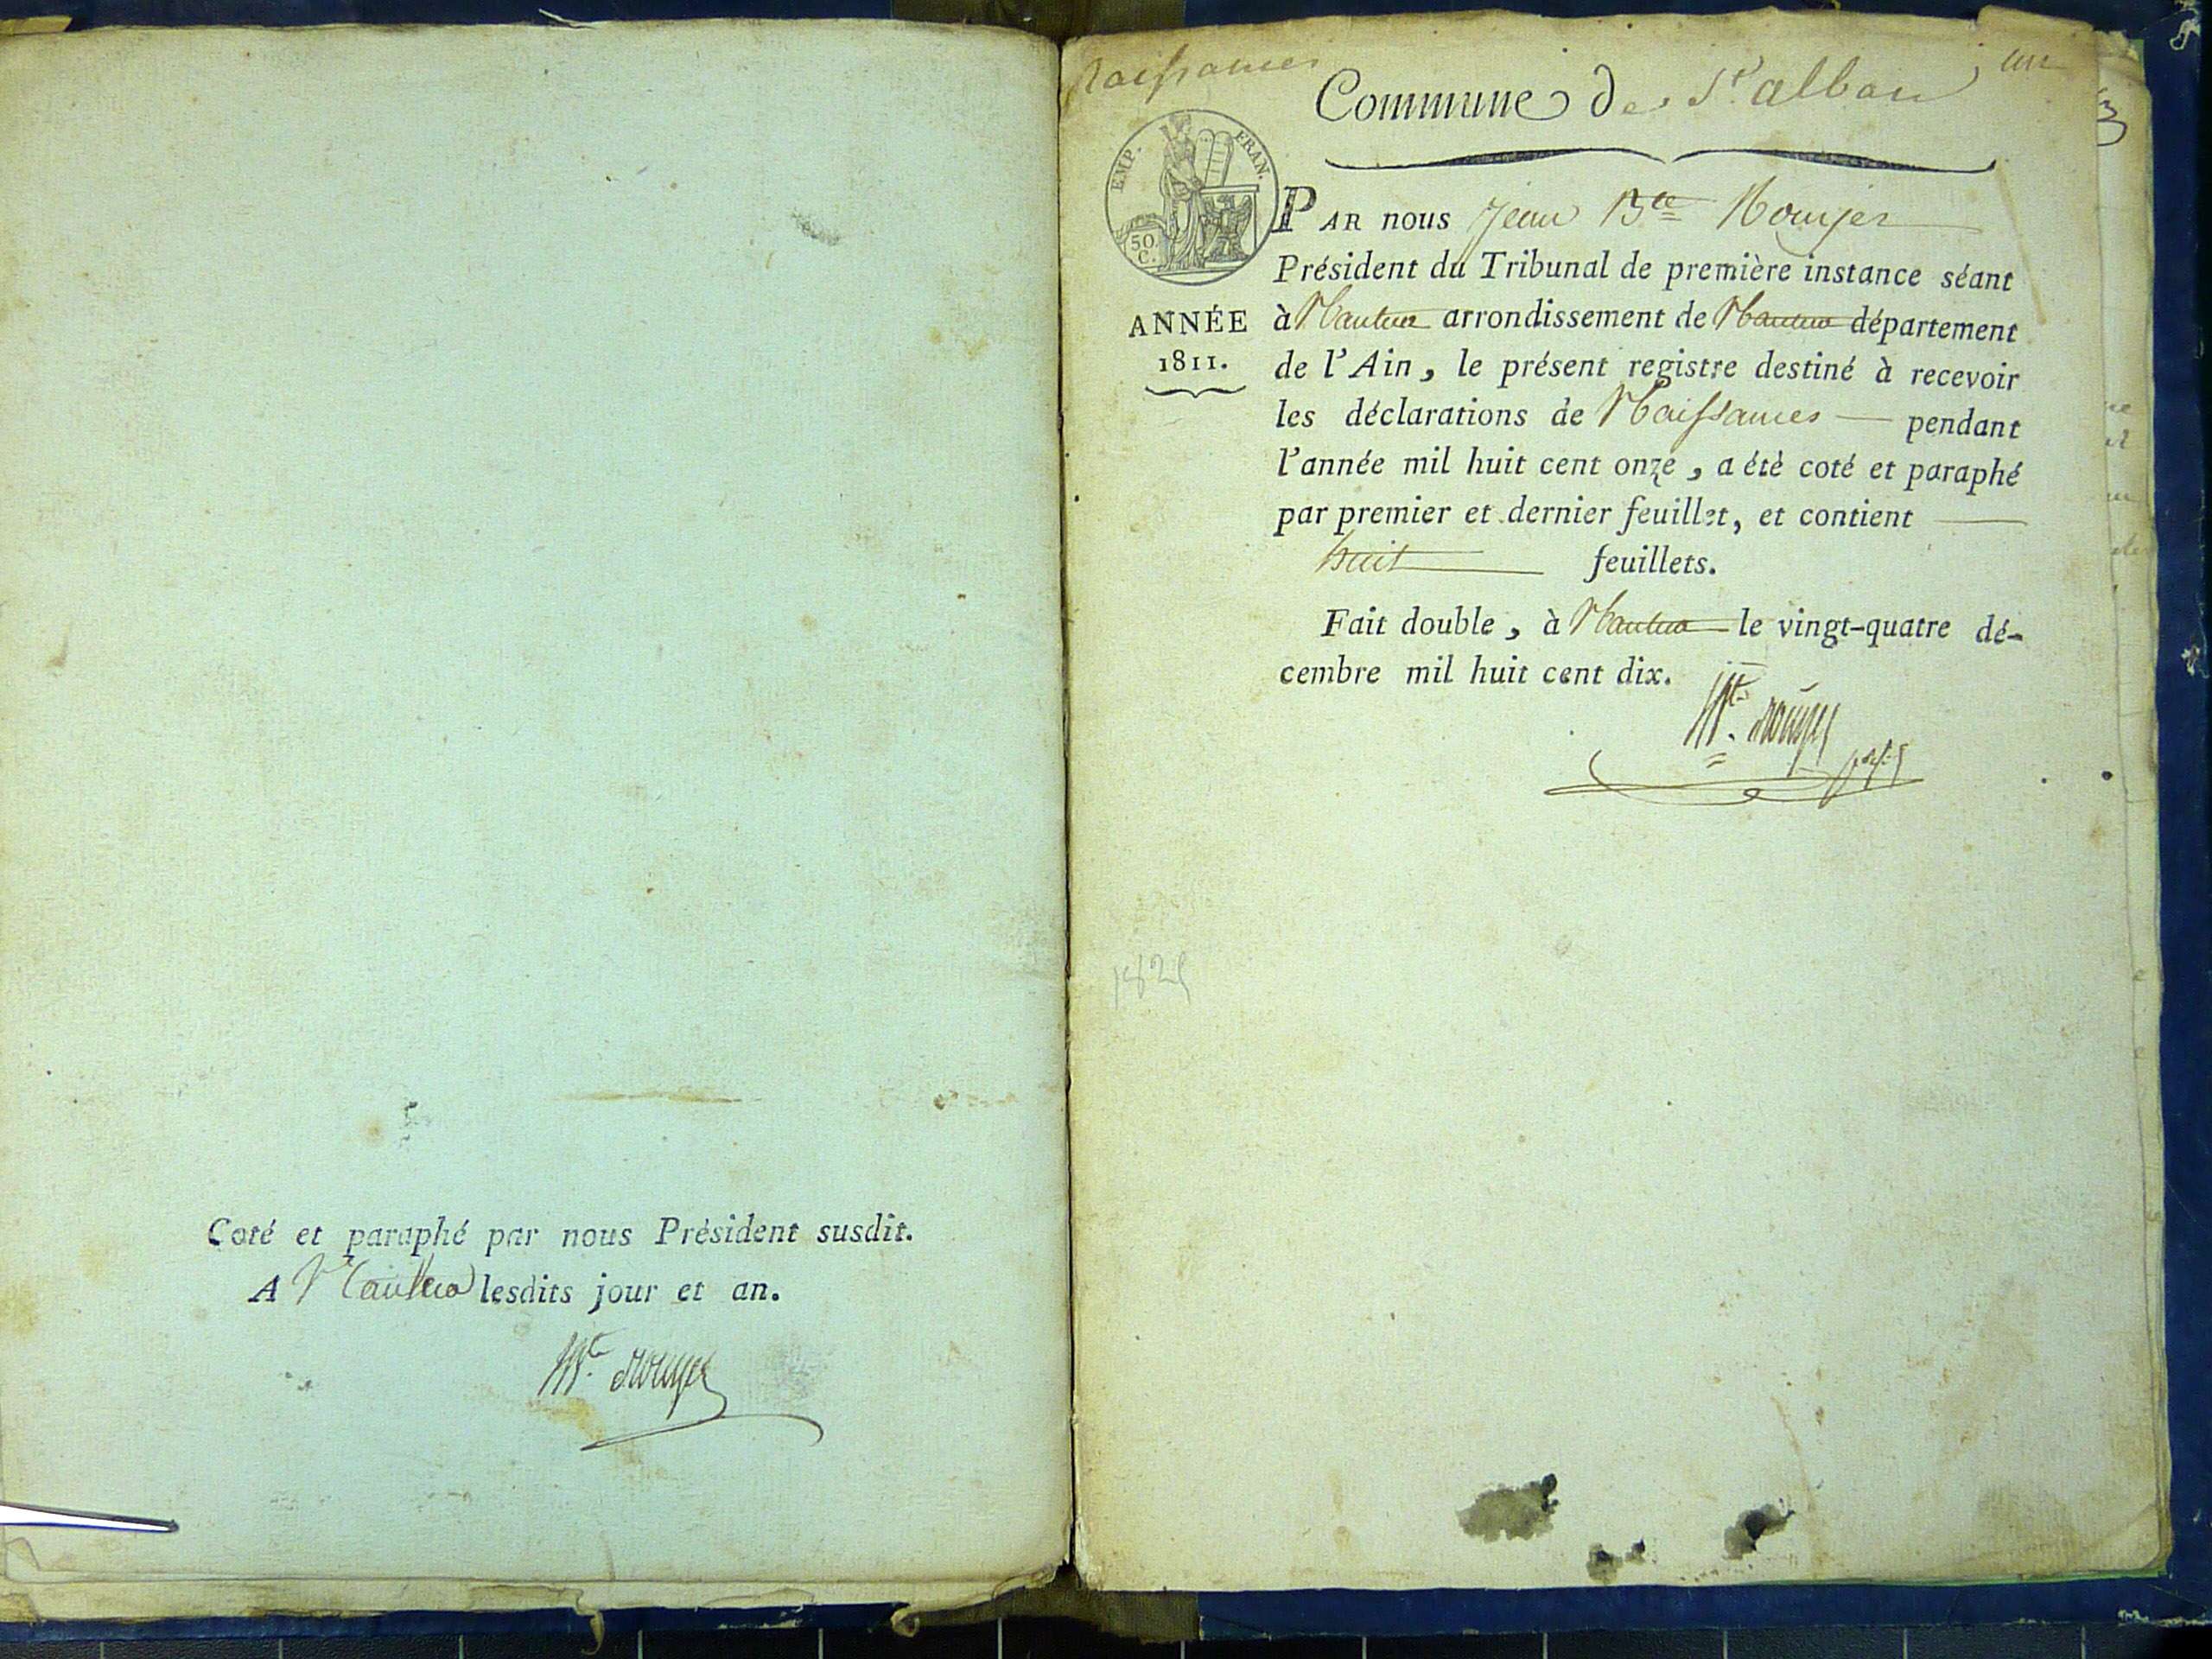 Coté et paraphé par nous Président susdit.
A Nantua lesdits jour et an.
Naissances
un
Commune de St. alban
EMP. FRAN.
50 C.
ANNÉE
1811.
PAR nous Jean Bte Rouyer
Président du Tribunal de première instance séant
à Nantua arrondissement de Nantua département
de l'Ain, le présent registre destiné à recevoir
les déclarations de Naissances pendant
l'année mil huit cent onze, a été coté et paraphé
par premier et dernier feuillet, et contient
huit feuillets.
Fait double, à Nantua le vingt-quatre dé-
cembre mil huit cent dix.